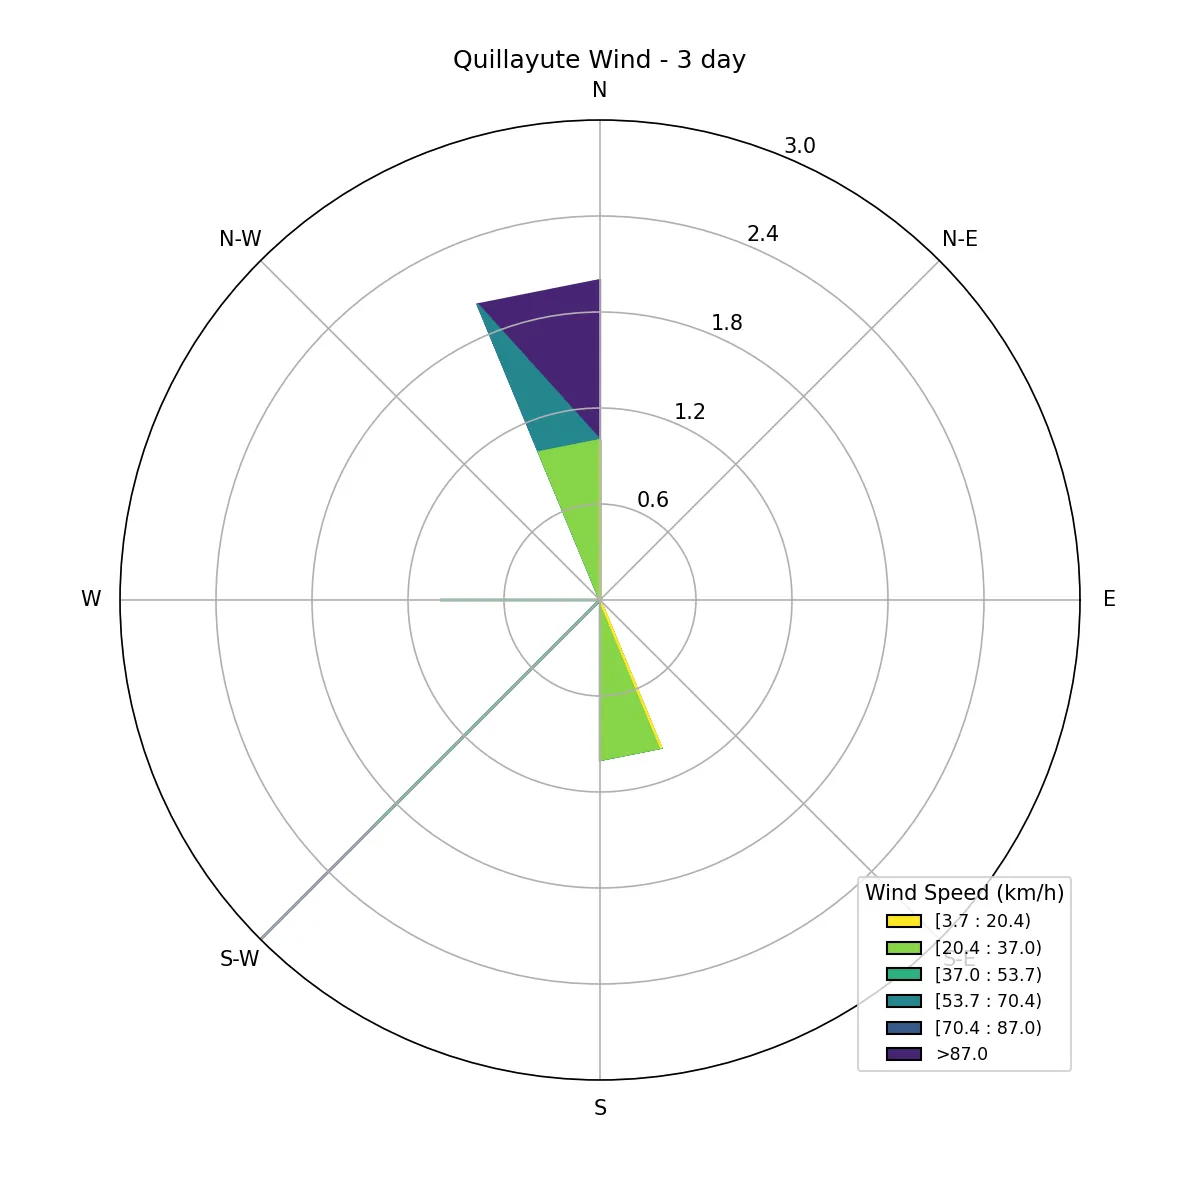 Quillayute Wind - 3 day
N
3.0
N-W
2.4
N-E
1.8
1.2
0.6
W
E
S-W
S-E
Wind Speed (km/h)
[3.7 : 20.4)
[20.4 : 37.0)
[37.0 : 53.7)
[53.7 : 70.4)
[70.4 : 87.0)
>87.0
S